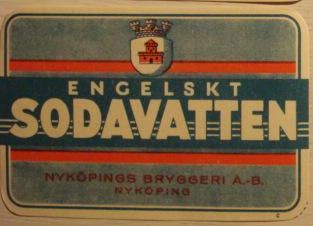 ENGELSKT
SODAVATTEN
NYKÖPINGS BRYGGERI A.-B.
NYKÖPING
C